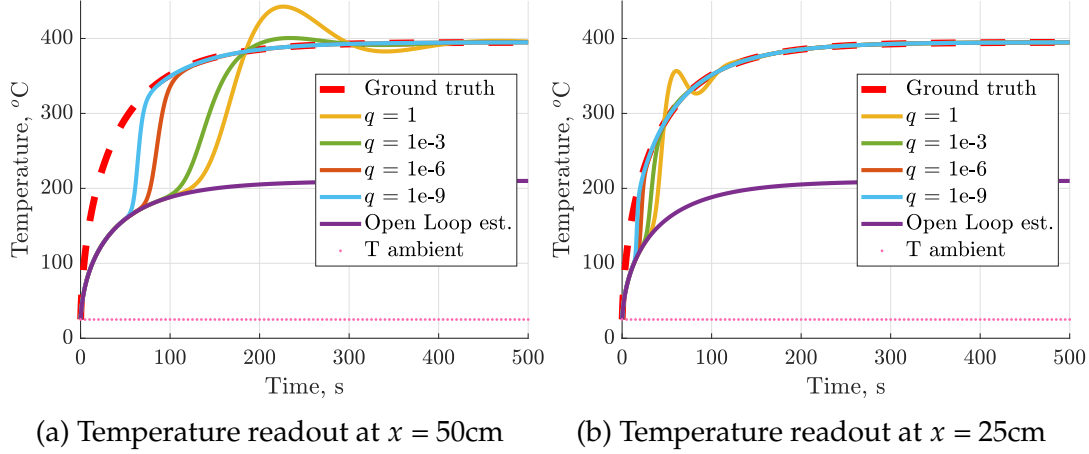 Temperature, °C
400
300
200
100
0
Ground truth
q = 1
q = 1e-3
q = 1e-6
q = 1e-9
Open Loop est.
T ambient
0 100 200 300 400 500
Time, s
(a) Temperature readout at x = 50cm
Temperature, °C
400
300
200
100
0
Ground truth
q = 1
q = 1e-3
q = 1e-6
q = 1e-9
Open Loop est.
T ambient
0 100 200 300 400 500
Time, s
(b) Temperature readout at x = 25cm